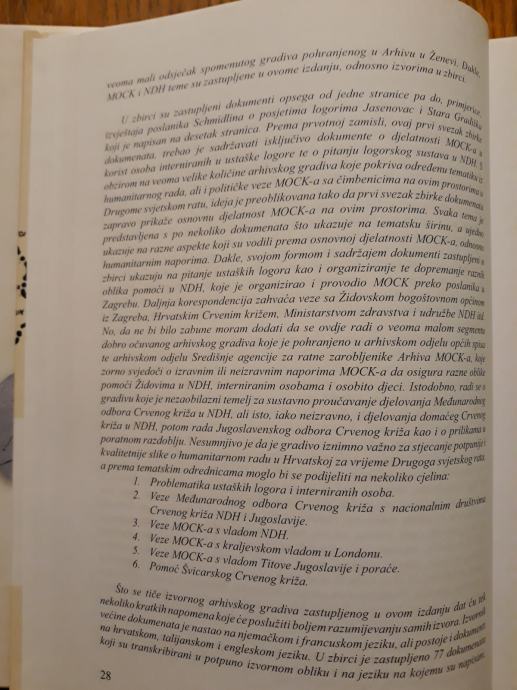 veoma mali odsječak spomenutog gradiva pohranjenog u Arhivu u Ženevi. Dakle,
MOCK i NDH teme su zastupljene u ovome izdanju, odnosno izvorima u zbirci.
U zbirci su zastupljeni dokumenti opsega od jedne stranice pa do, primjerice,
izvještaja poslanika Schmidlina o posjetima logorima Jasenovac i Stara Gradiška
koji je napisan na desetak stranica. Prema prvotnoj zamisli, ovaj prvi svezak zbirke
dokumenata, trebao je sadržavati isključivo dokumente o djelatnosti MOCK-a u
korist osoba interniranih u ustaške logore te o pitanju logorskog sustava u NDH. S
obzirom na veoma velike količine arhivskog gradiva koje pokriva određenu tematiku iz
humanitarnog rada, ali i političke veze MOCK-a sa čimbenicima na ovim prostorima u
Drugome svjetskom ratu, ideja je preoblikovana tako da prvi svezak zbirke dokumenata
zapravo prikaže osnovnu djelatnost MOCK-a na ovim prostorima. Svaka tema je
predstavljena s po nekoliko dokumenata što ukazuje na tematsku širinu, a ujedno
ukazuje na razne aspekte koji su vodili prema osnovnoj djelatnosti MOCK-a, odnosno
humanitarnim naporima. Dakle, svojom formom i sadržajem dokumenti zastupljeni u
zbirci ukazuju na pitanje ustaških logora kao i organiziranje te dopremanje raznih
oblika pomoći u NDH, koje je organizirao i provodio MOCK preko poslanika u
Zagrebu. Daljnja korespondencija zahvaća veze sa Židovskom bogoštovnom općinom
iz Zagreba, Hrvatskim Crvenim križem, Ministarstvom zdravstva i udružbe NDH itd.
No, da ne bi bilo zabune moram dodati da se ovdje radi o veoma malom segmentu
dobro očuvanog arhivskog gradiva koje je pohranjeno u arhivskom odjelu općih spisa
te arhivskom odjelu Središnje agencije za ratne zarobljenike Arhiva MOCK-a, koje
zorno svjedoči o izravnim ili neizravnim naporima MOCK-a da osigura razne oblike
pomoći Židovima u NDH, interniranim osobama i osobito djeci. Istodobno, radi se o
gradivu koje je nezaobilazni temelj za sustavno proučavanje djelovanja Međunarodnog
odbora Crvenog križa u NDH, ali isto, iako neizravno, i djelovanja domaćeg Crvenog
križa u NDH, potom rada Jugoslavenskog odbora Crvenog križa kao i o prilikama u
poratnom razdoblju. Nesumnjivo je da je gradivo iznimno važno za stjecanje potpunije i
kvalitetnije slike o humanitarnom radu u Hrvatskoj za vrijeme Drugoga svjetskog rata,
a prema tematskim odrednicama moglo bi se podijeliti na nekoliko cjelina:
1. Problematika ustaških logora i interniranih osoba.
2. Veze Međunarodnog odbora Crvenog križa s nacionalnim društvima
Crvenog križa NDH i Jugoslavije.
3. Veze MOCK-a s vladom NDH.
4. Veze MOCK-a s kraljevskom vladom u Londonu.
5. Veze MOCK-a s vladom Titove Jugoslavije i poraće.
6. Pomoć Švicarskog Crvenog križa.
Što se tiče izvornog arhivskog gradiva zastupljenog u ovom izdanju dat ću tek
nekoliko kratkih napomena koje će poslužiti boljem razumijevanju samih izvora. Izvornik
većine dokumenata je nastao na njemačkom i francuskom jeziku, ali postoje i dokumenti
na hrvatskom, talijanskom i engleskom jeziku. U zbirci je zastupljeno 77 dokumenata
koji su transkribirani u potpuno izvornom obliku i na jeziku na kojemu su napisani.
28